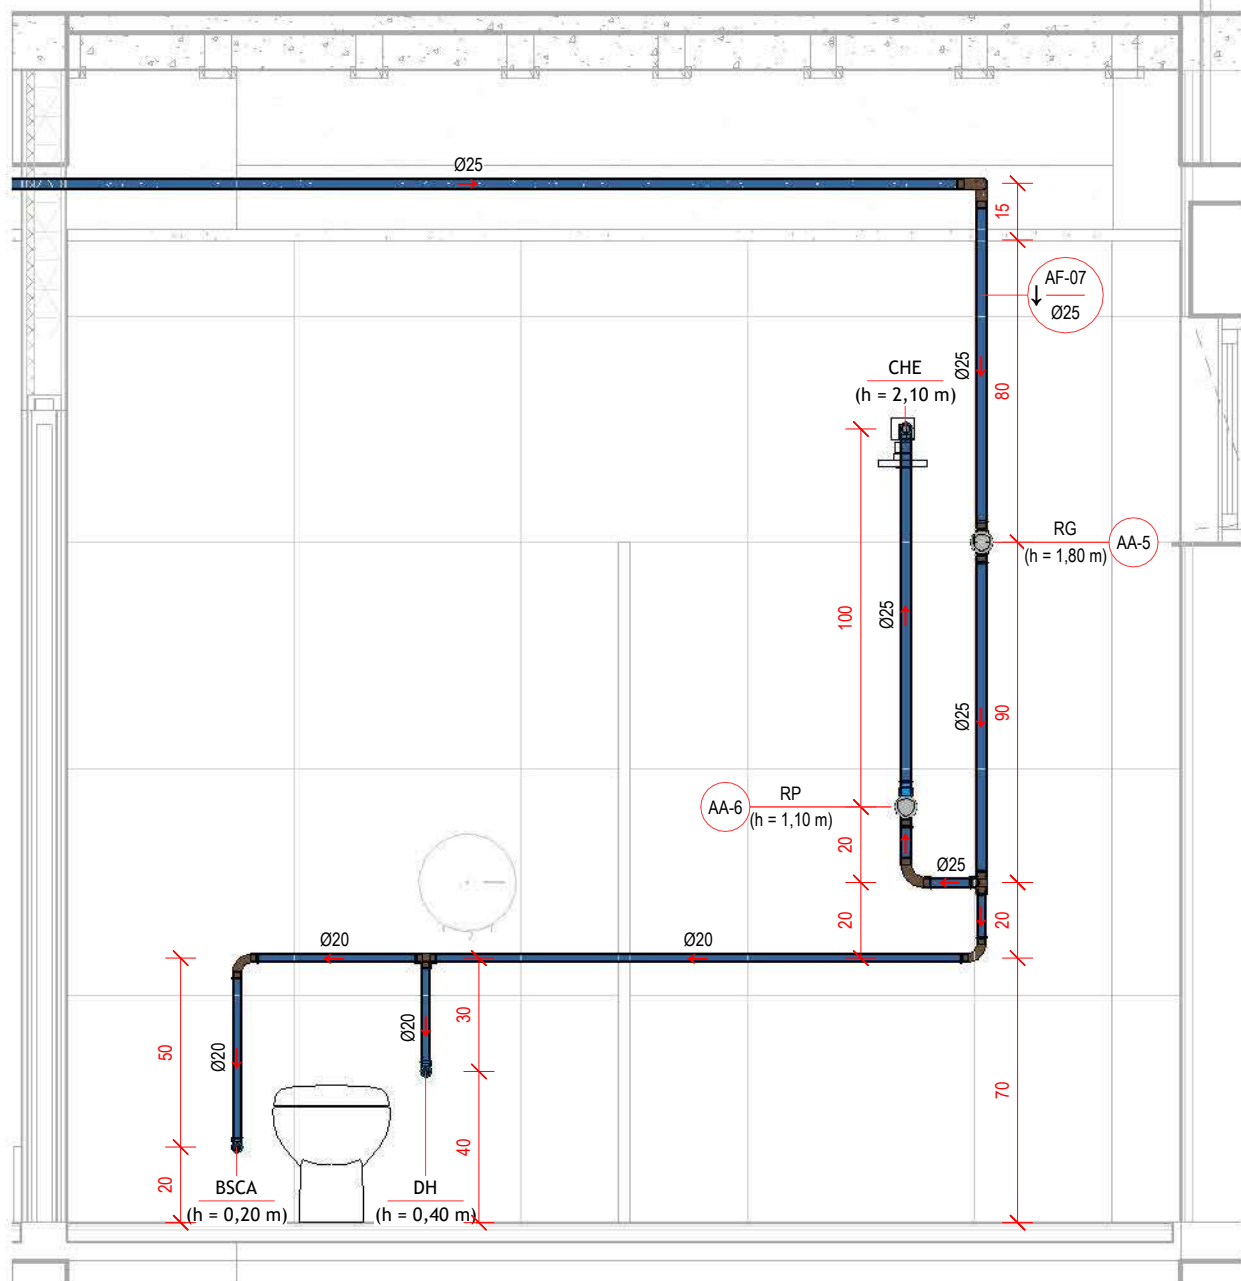 Ø25
15
AF-07
Ø25
Ø25
80
CHE
(h = 2,10 m)
RG
(h = 1,80 m)
AA-5
100
Ø25
Ø25
90
AA-6
RP
(h = 1,10 m)
20
Ø25
20
20
Ø20
Ø20
50
Ø20
Ø20
30
70
40
20
BSCA
(h = 0,20 m)
DH
(h = 0,40 m)